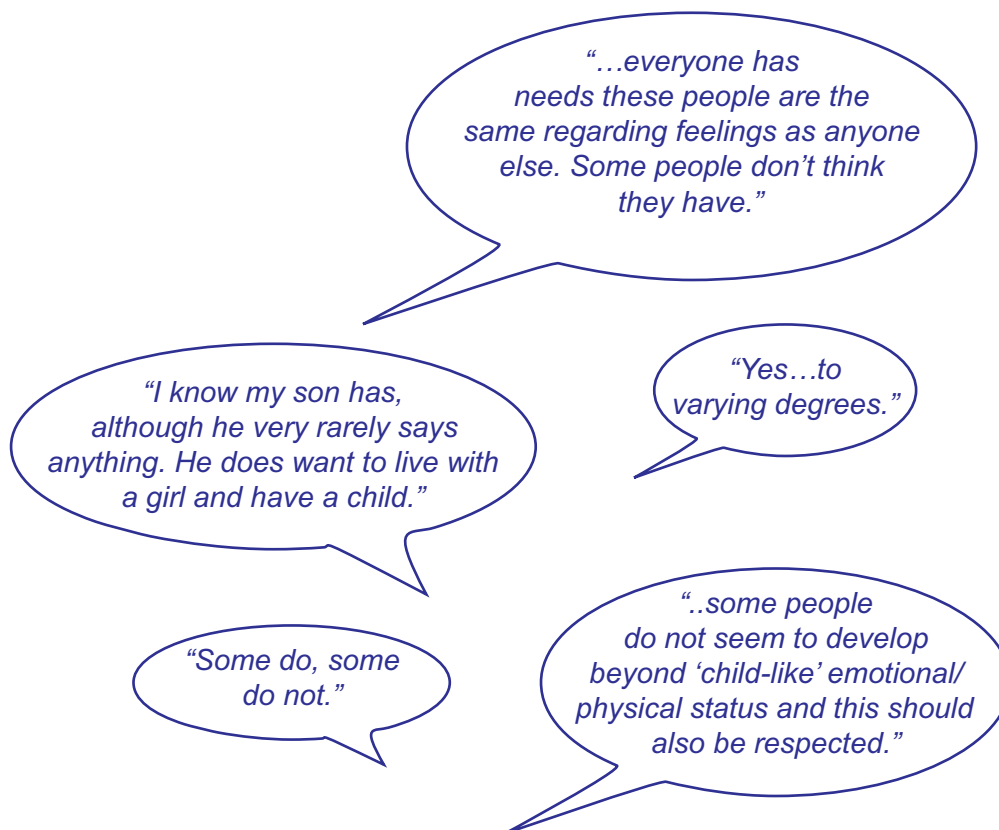 “…everyone has
needs these people are the
same regarding feelings as anyone
else. Some people don’t think
they have.”
“Yes…to
varying degrees.”
“I know my son has,
although he very rarely says
anything. He does want to live with
a girl and have a child.”
“..some people
do not seem to develop
beyond ‘child-like’ emotional/
physical status and this should
also be respected.”
“Some do, some
do not.”